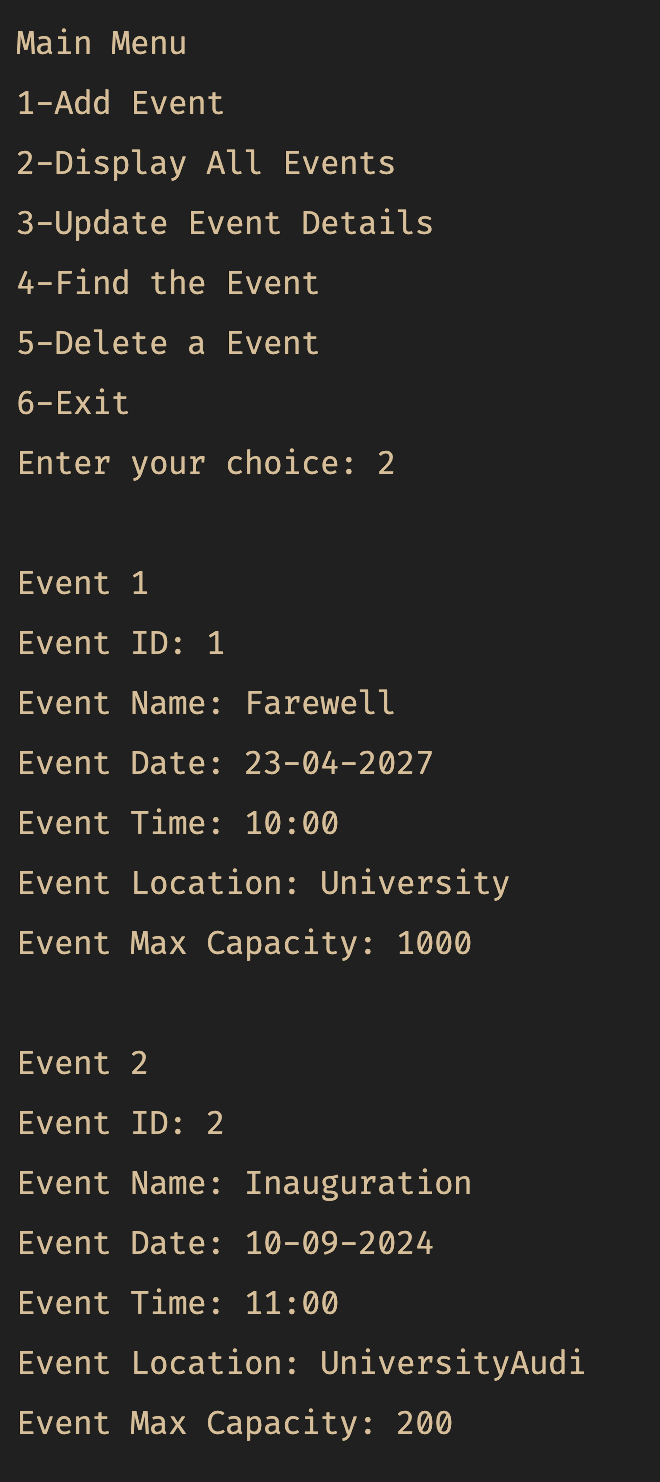 Main Menu
1-Add Event
2-Display All Events
3-Update Event Details
4-Find the Event
5-Delete a Event
6-Exit
Enter your choice: 2
Event 1
Event ID: 1
Event Name: Farewell
Event Date: 23-04-2027
Event Time: 10:00
Event Location: University
Event Max Capacity: 1000
Event 2
Event ID: 2
Event Name: Inauguration
Event Date: 10-09-2024
Event Time: 11:00
Event Location: UniversityAudi
Event Max Capacity: 200